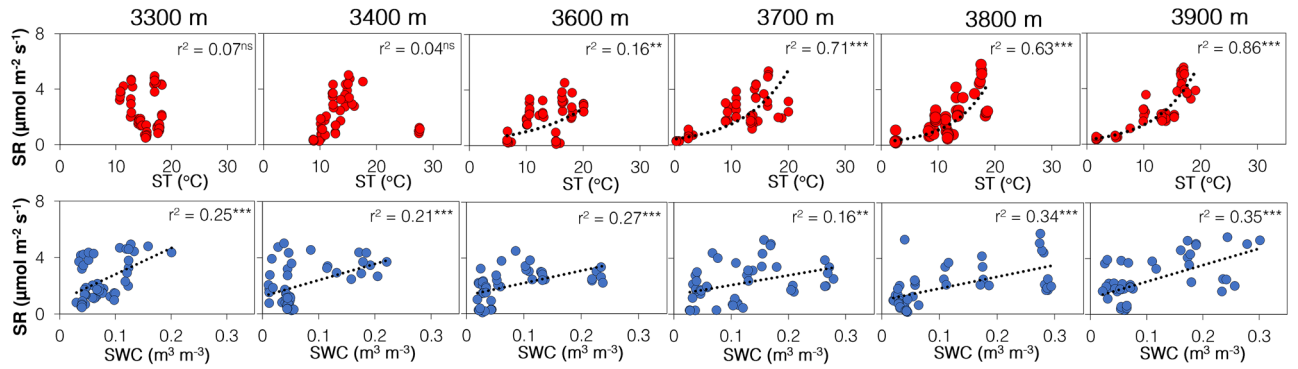 3300 m 3400 m 3600 m 3700 m 3800 m 3900 m
8 r² = 0.07ns r² = 0.04ns r² = 0.16** r² = 0.71*** r² = 0.63*** r² = 0.86***
SR (µmol m-2 s-1)
4
0
0 10 20 30 0 10 20 30 0 10 20 30 0 10 20 30 0 10 20 30 0 10 20 30
ST (°C) ST (°C) ST (°C) ST (°C) ST (°C) ST (°C)
8 r² = 0.25*** r² = 0.21*** r² = 0.27*** r² = 0.16** r² = 0.34*** r² = 0.35***
SR (µmol m-2 s-1)
4
0
0 0.1 0.2 0.3 0 0.1 0.2 0.3 0 0.1 0.2 0.3 0 0.1 0.2 0.3 0 0.1 0.2 0.3 0 0.1 0.2 0.3
SWC (m³ m-3) SWC (m³ m-3) SWC (m³ m-3) SWC (m³ m-3) SWC (m³ m-3) SWC (m³ m-3)